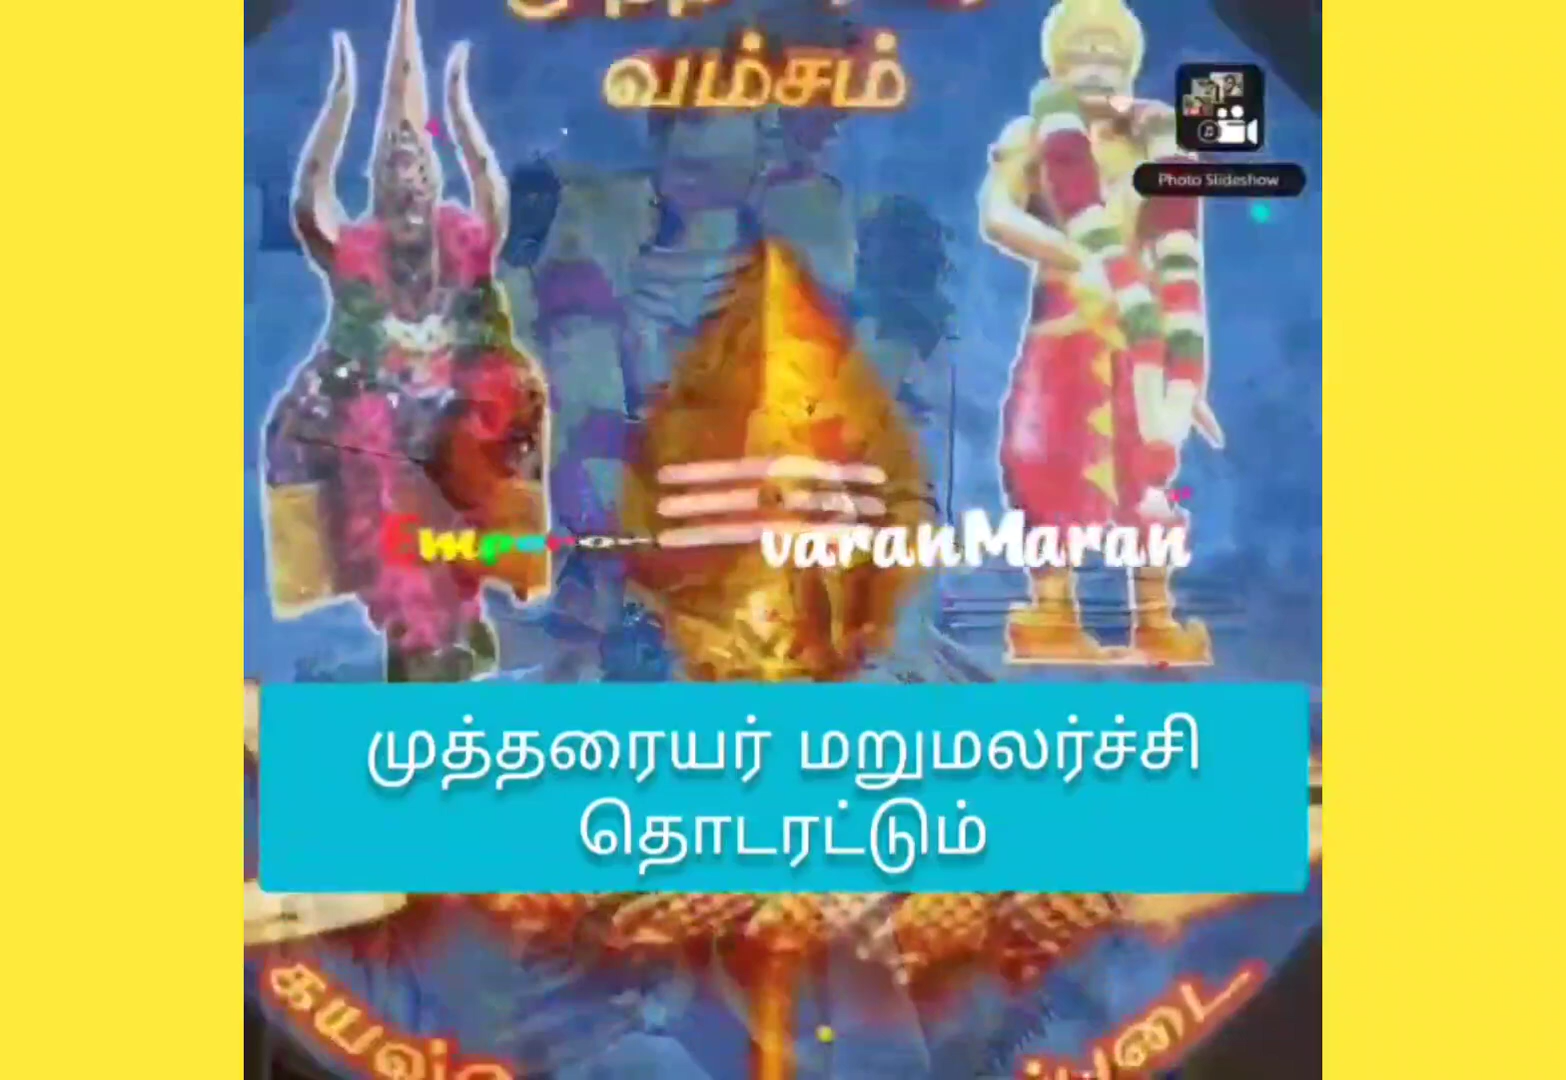 வம்சம்
Photo Slideshow
varanMaran
முத்தரையர் மறுமலர்ச்சி
தொடரட்டும்